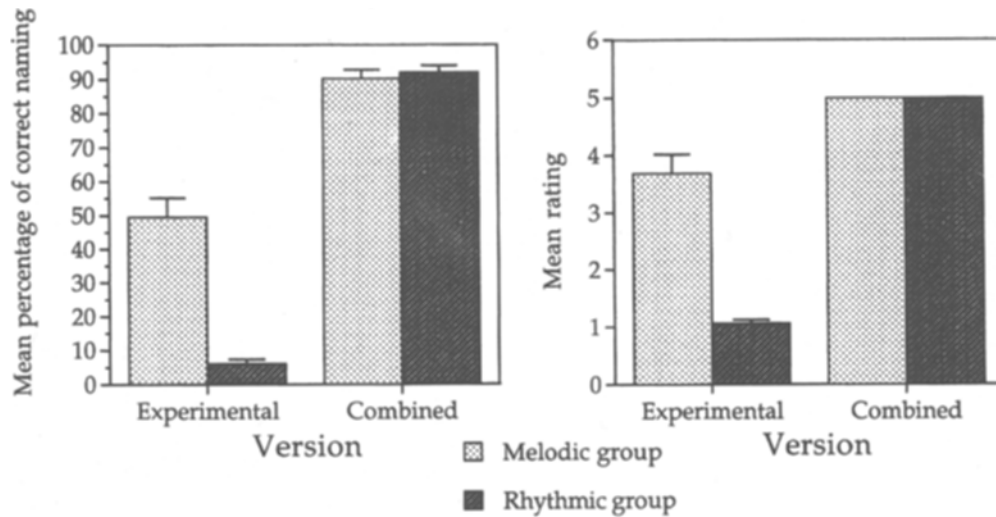 Mean percentage of correct naming
100
90
80
70
60
50
40
30
20
10
0
Experimental Combined
Version
Mean rating
6
5
4
3
2
1
0
Experimental Combined
Version
Melodic group
Rhythmic group